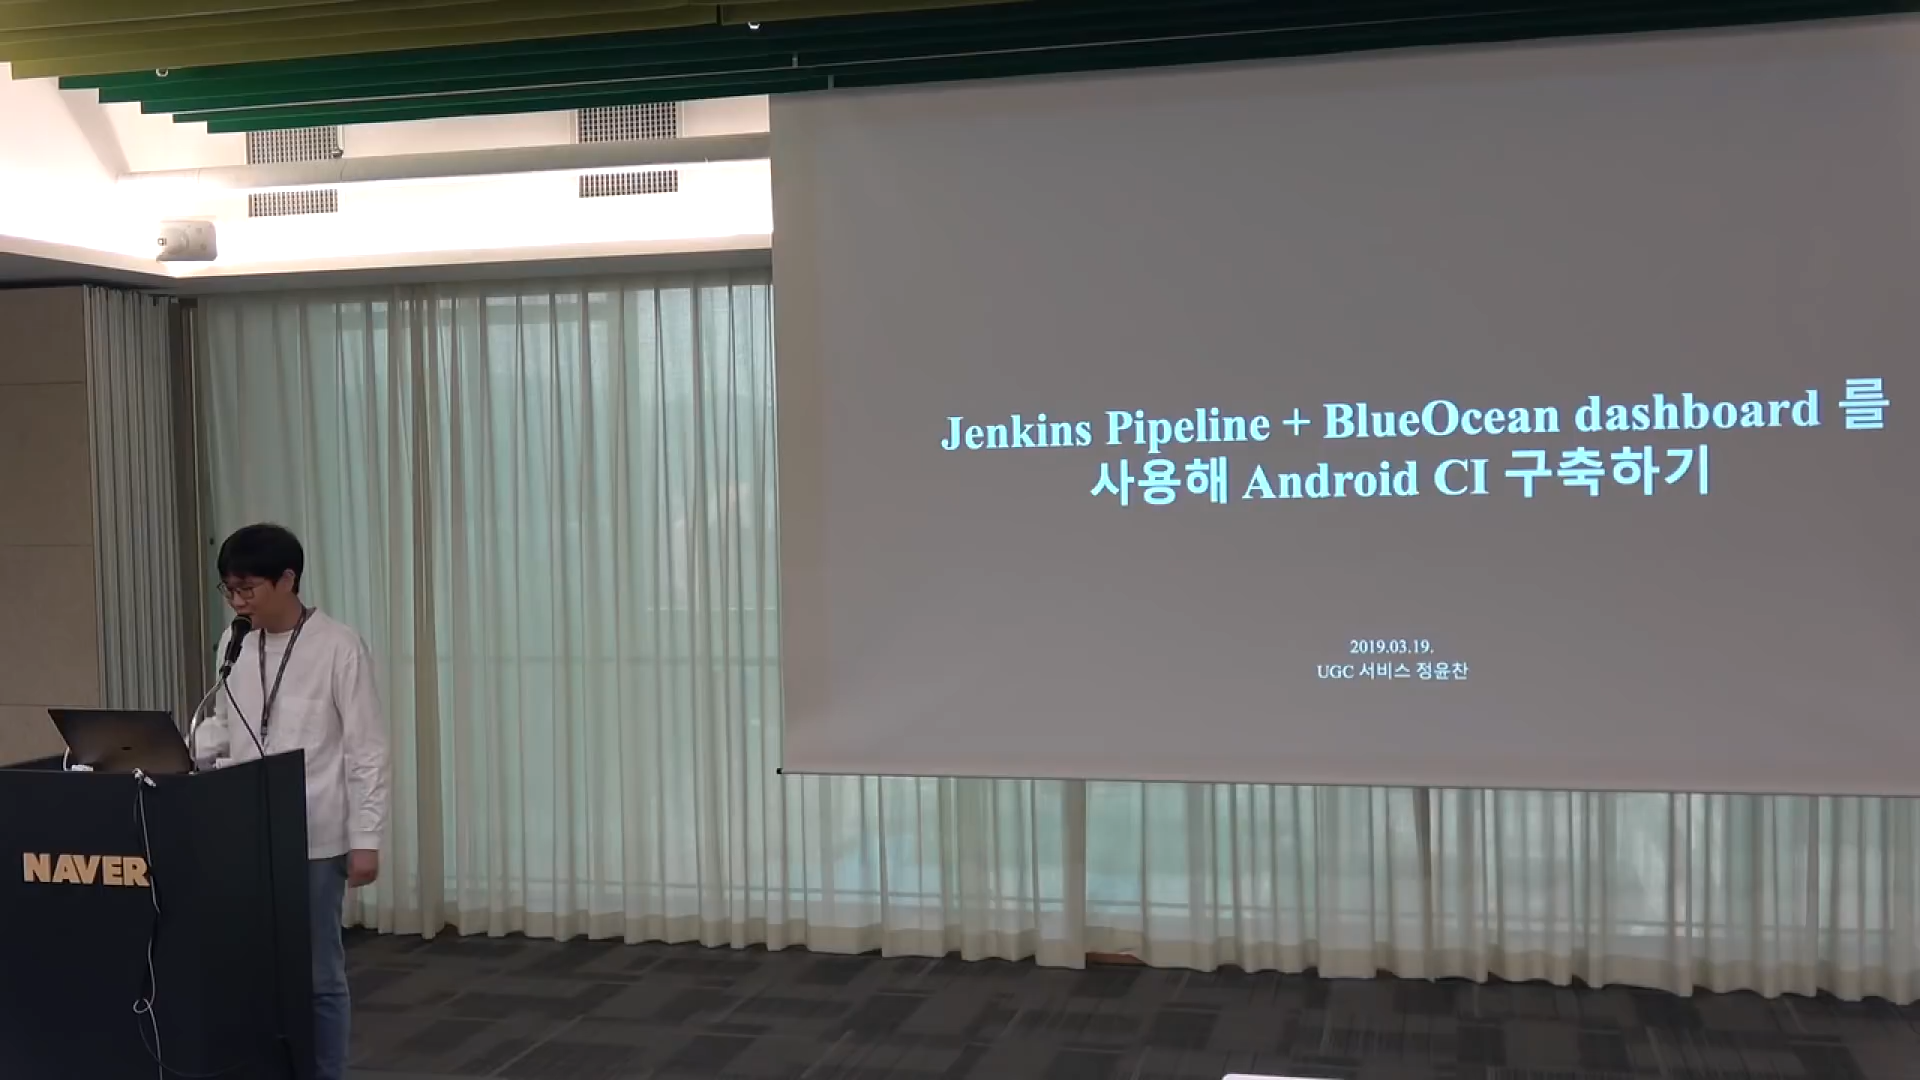 Jenkins Pipeline + BlueOcean dashboard 를
사용해 Android CI 구축하기
2019.03.19.
UGC 서비스 정윤찬
NAVER